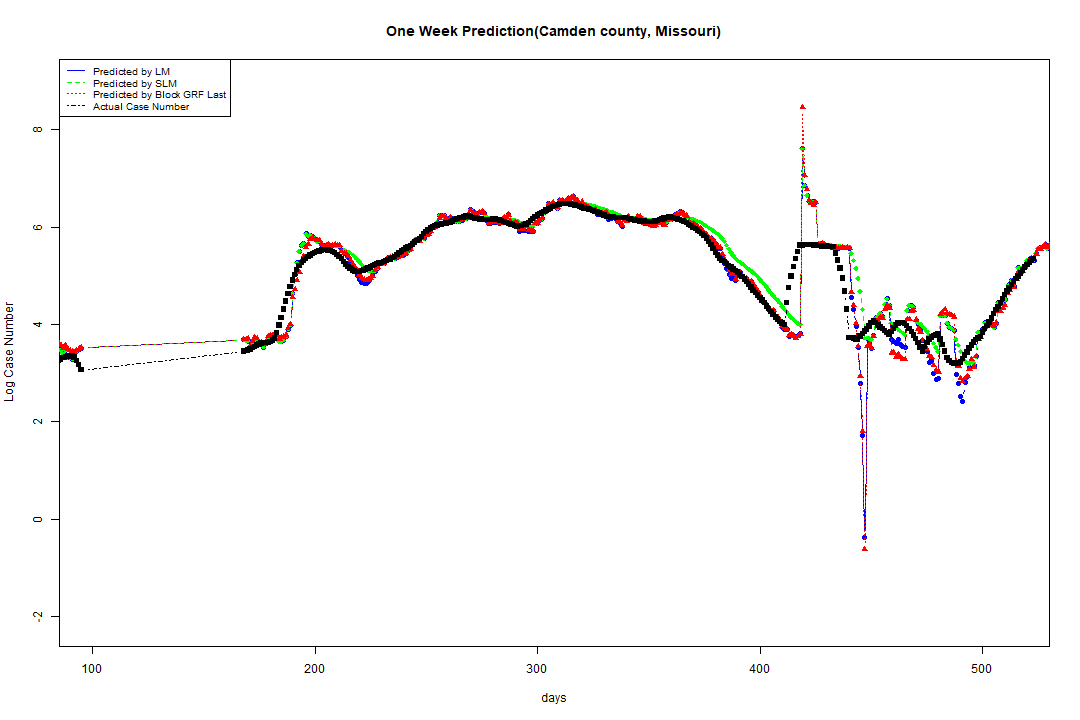 One Week Prediction(Camden county, Missouri)
Predicted by LM
Predicted by SLM
Predicted by Block GRF Last
Actual Case Number
Log Case Number
8
6
4
2
0
-2
100 200 300 400 500
days